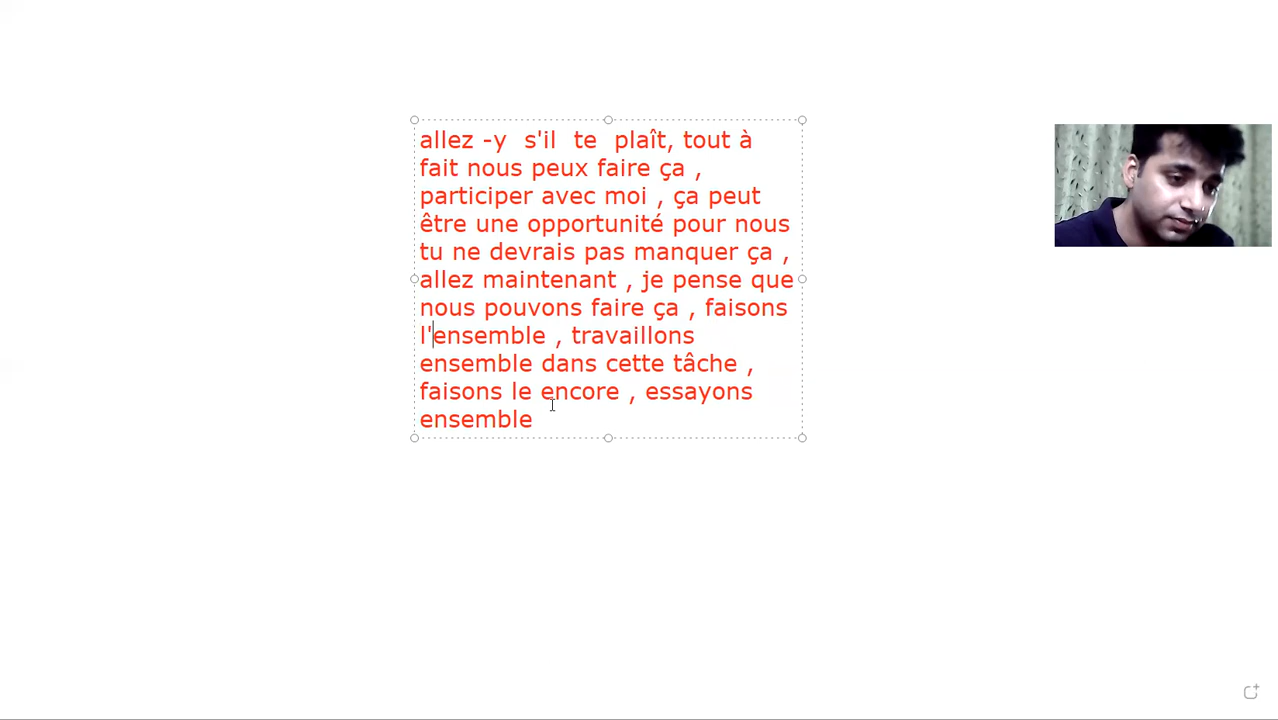 allez -y  s'il  te  plaît, tout à
fait nous peux faire ça ,
participer avec moi , ça peut
être une opportunité pour nous
tu ne devrais pas manquer ça ,
allez maintenant , je pense que
nous pouvons faire ça , faisons
l'ensemble , travaillons
ensemble dans cette tâche ,
faisons le encore , essayons
ensemble